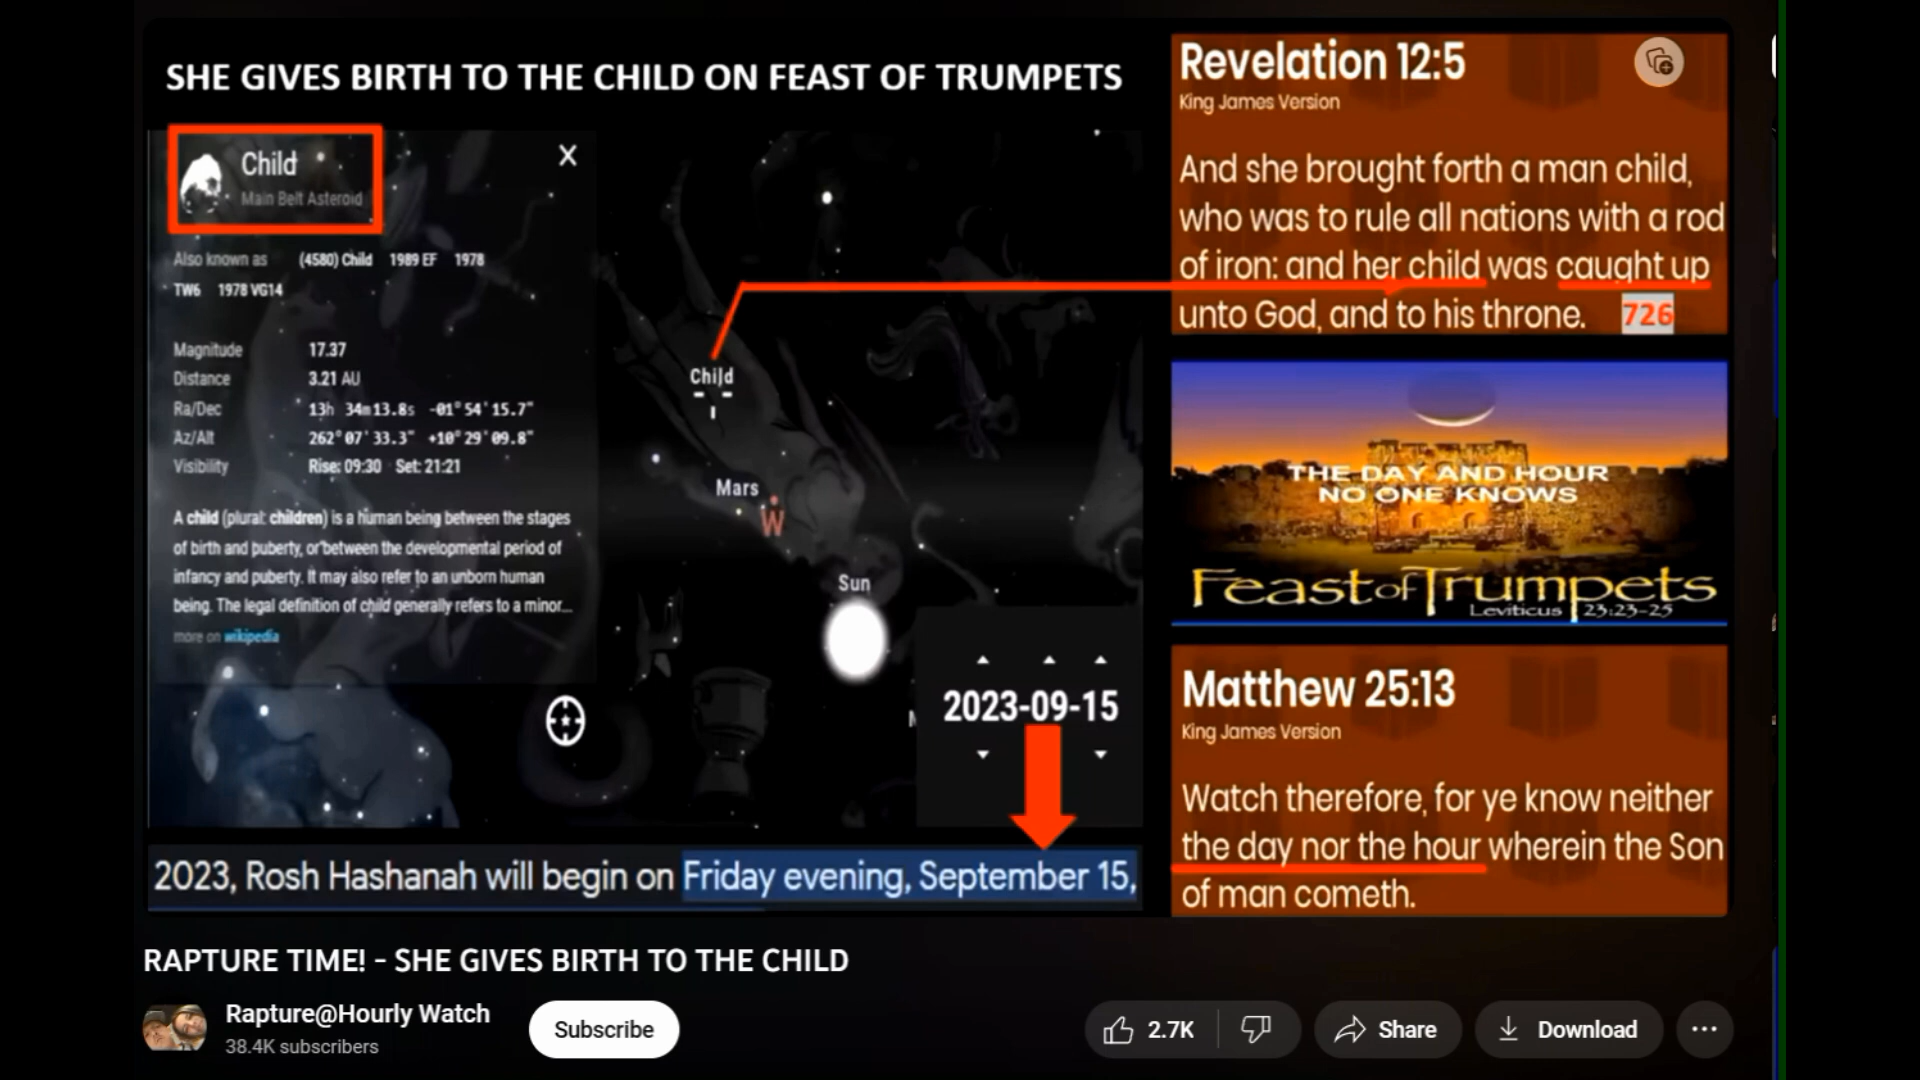 SHE GIVES BIRTH TO THE CHILD ON FEAST OF TRUMPETS
Child
Main Belt Asteroid
Also known as (4580) Child 1989 EF 1978
TW6 1978 VG14
Magnitude 17.37
Distance 3.21 AU
Ra/Dec 13h 34m13.8s -01°54'15.7"
Az/Alt 262°07'33.3" +10°29'09.8"
Visibility Rise: 09:30 Set: 21:21
A child (plural: children) is a human being between the stages
of birth and puberty, or between the developmental period of
infancy and puberty. It may also refer to an unborn human
being. The legal definition of child generally refers to a minor...
more on wikipedia
Child
Mars
W
Sun
2023-09-15
2023, Rosh Hashanah will begin on Friday evening, September 15,
Revelation 12:5
King James Version
And she brought forth a man child,
who was to rule all nations with a rod
of iron: and her child was caught up
unto God, and to his throne. 726
THE DAY AND HOUR
NO ONE KNOWS
Feast of Trumpets
Leviticus 23:23-25
Matthew 25:13
King James Version
Watch therefore, for ye know neither
the day nor the hour wherein the Son
of man cometh.
RAPTURE TIME! - SHE GIVES BIRTH TO THE CHILD
Rapture@Hourly Watch
38.4K subscribers
Subscribe
2.7K
Share
Download